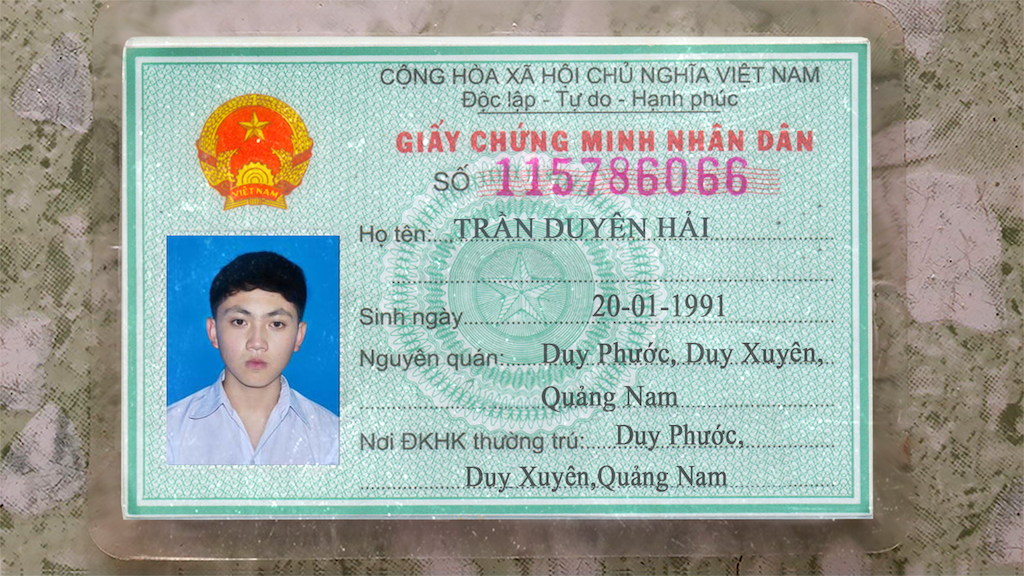 CỘNG HÒA XÃ HỘI CHỦ NGHĨA VIỆT NAM
Độc lập - Tự do - Hạnh phúc
GIẤY CHỨNG MINH NHÂN DÂN
SỐ 115786066
VIỆT NAM
Họ tên:...TRẦN DUYÊN HẢI
Sinh ngày 20-01-1991
Nguyên quán: Duy Phước, Duy Xuyên,
Quảng Nam
Nơi ĐKHK thường trú: Duy Phước,
Duy Xuyên,Quảng Nam